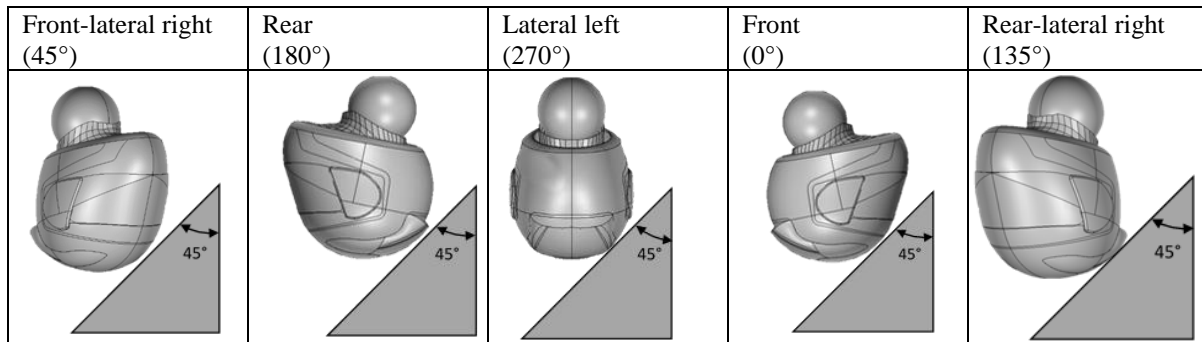 Front-lateral right
(45°)
Rear
(180°)
Lateral left
(270°)
Front
(0°)
Rear-lateral right
(135°)
45°
45°
45°
45°
45°